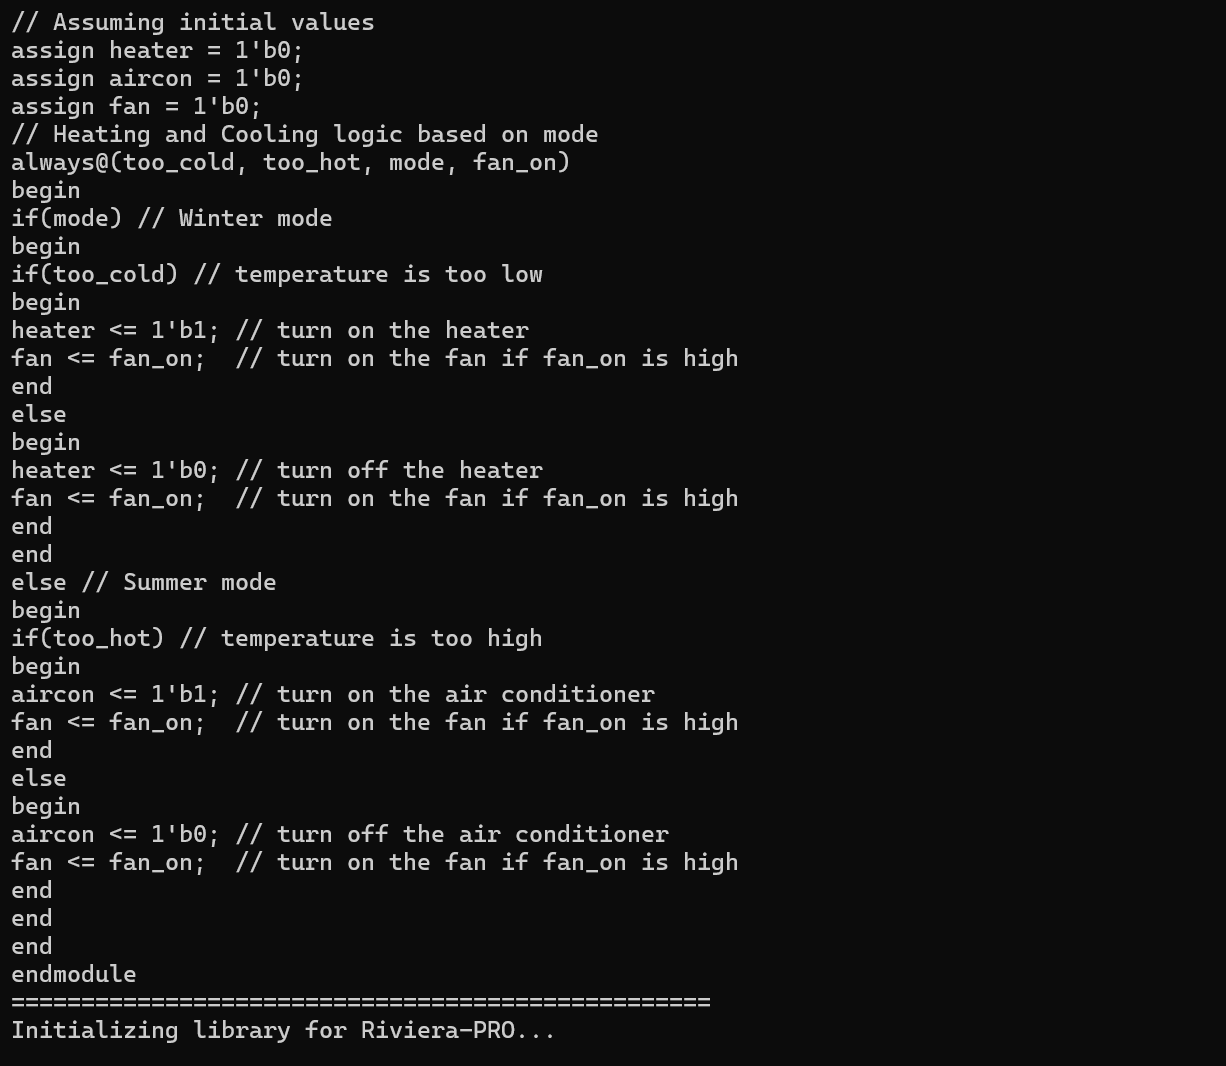 // Assuming initial values
assign heater = 1'b0;
assign aircon = 1'b0;
assign fan = 1'b0;
// Heating and Cooling logic based on mode
always@(too_cold, too_hot, mode, fan_on)
begin
if(mode) // Winter mode
begin
if(too_cold) // temperature is too low
begin
heater <= 1'b1; // turn on the heater
fan <= fan_on;  // turn on the fan if fan_on is high
end
else
begin
heater <= 1'b0; // turn off the heater
fan <= fan_on;  // turn on the fan if fan_on is high
end
end
else // Summer mode
begin
if(too_hot) // temperature is too high
begin
aircon <= 1'b1; // turn on the air conditioner
fan <= fan_on;  // turn on the fan if fan_on is high
end
else
begin
aircon <= 1'b0; // turn off the air conditioner
fan <= fan_on;  // turn on the fan if fan_on is high
end
end
end
endmodule
==================================================
Initializing library for Riviera-PRO...